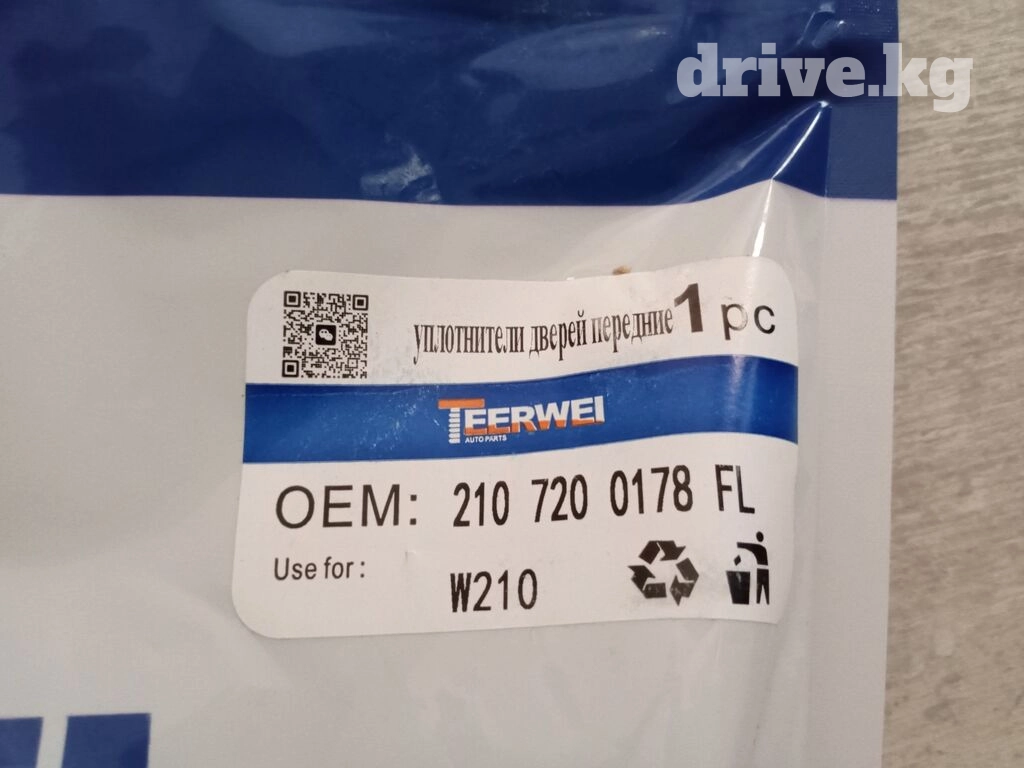 drive.kg
уплотнители дверей передние 1 pc
TEERWEI
AUTO PARTS
OEM: 210 720 0178 FL
Use for: W210